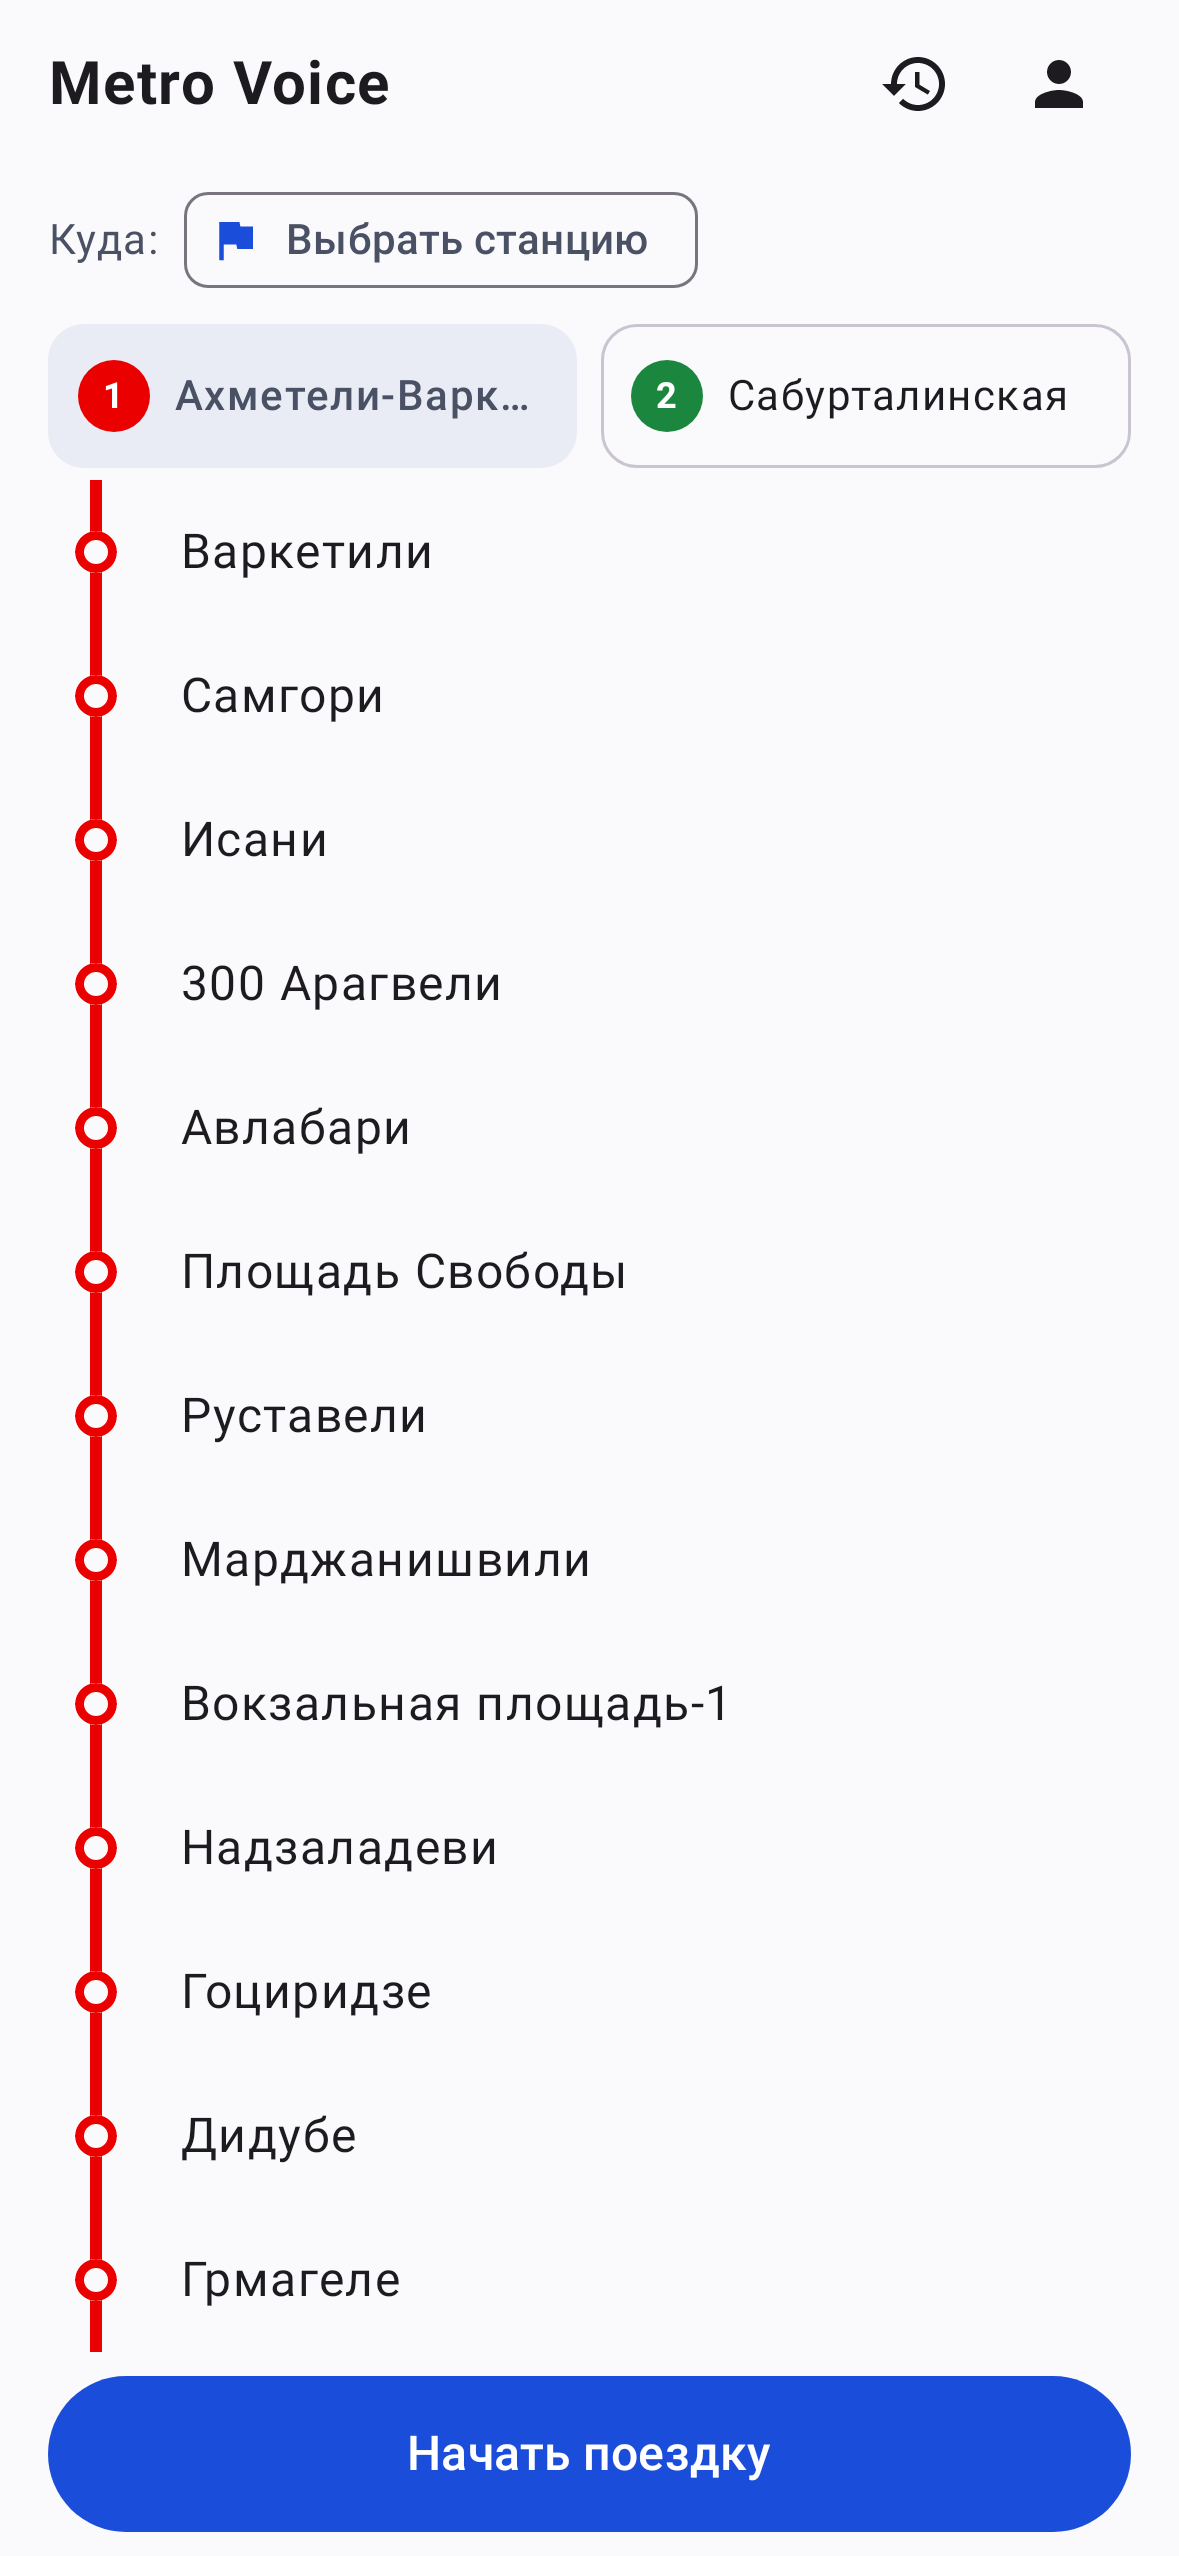 Metro Voice
Куда:
Выбрать станцию
1 Ахметели-Варк...
2 Сабурталинская
Варкетили
Самгори
Исани
300 Арагвели
Авлабари
Площадь Свободы
Руставели
Марджанишвили
Вокзальная площадь-1
Надзаладеви
Гоциридзе
Дидубе
Грмагеле
Начать поездку